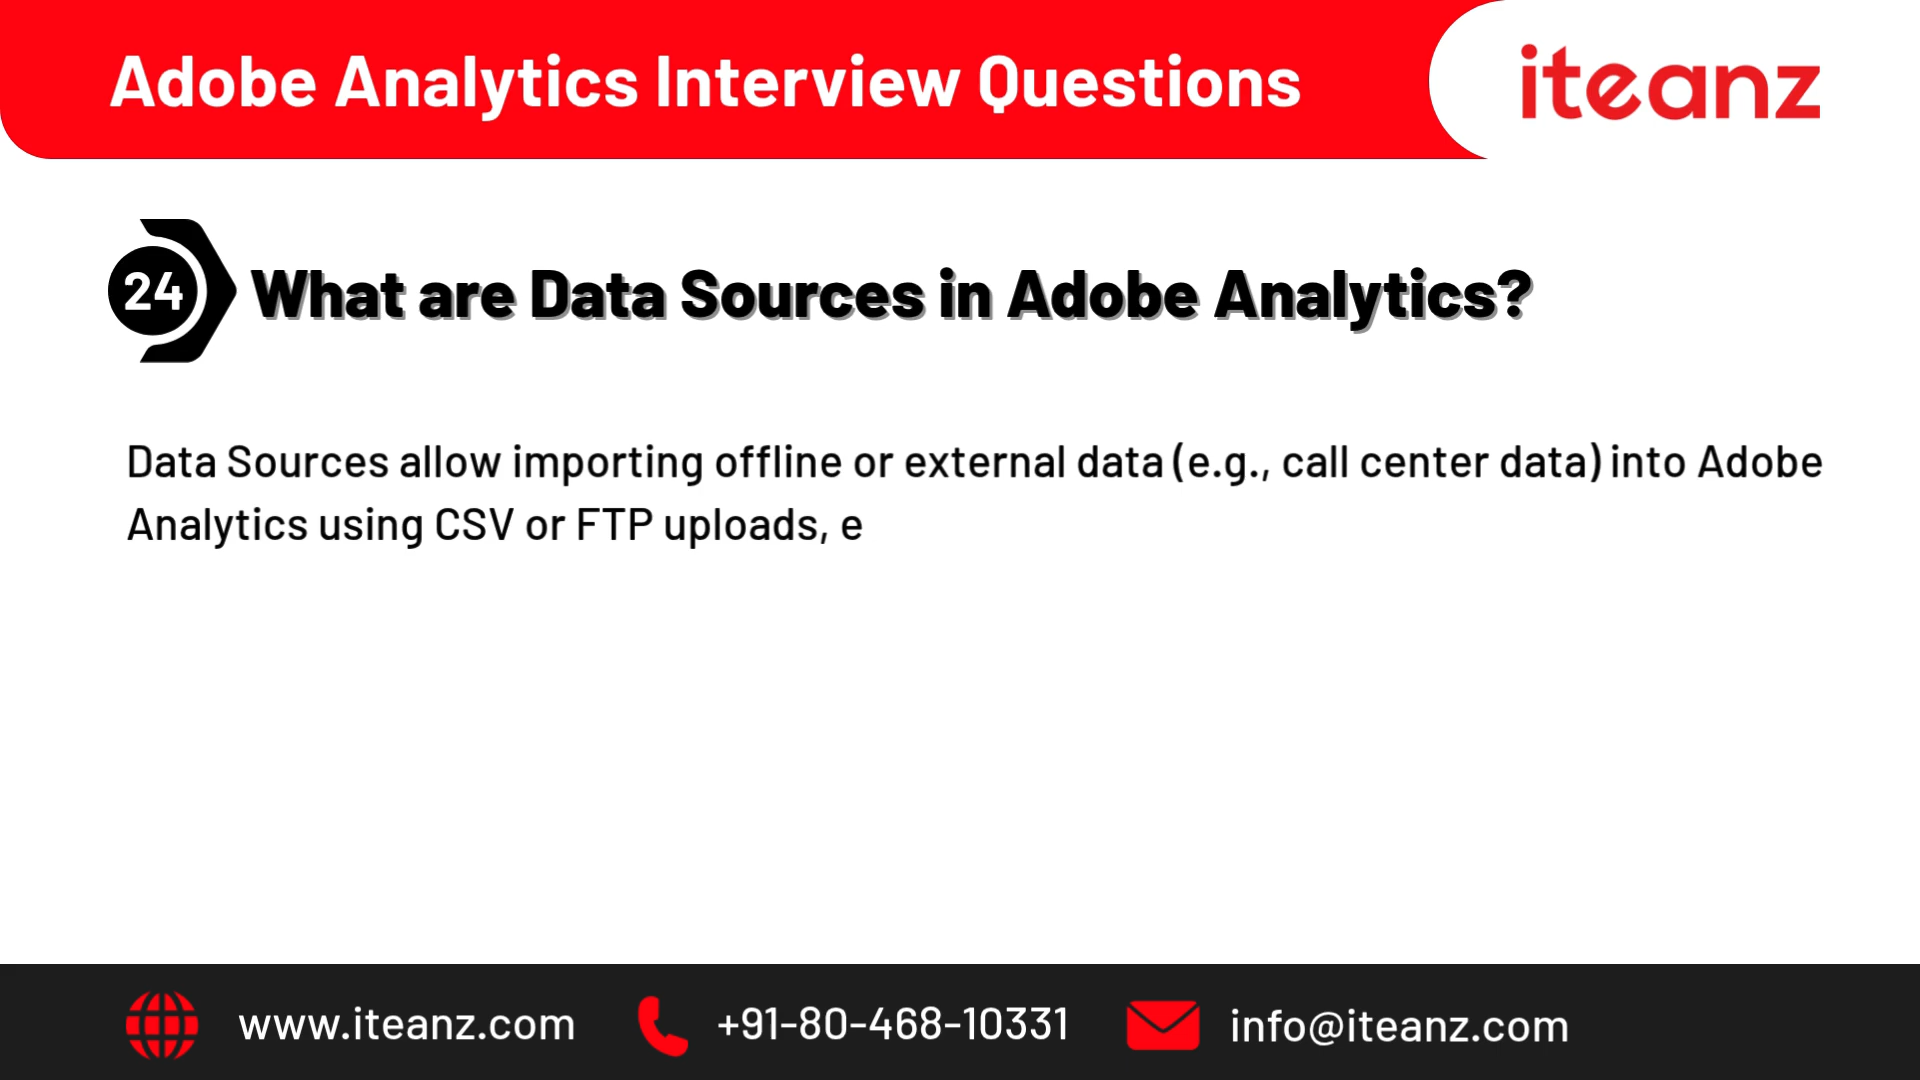 Adobe Analytics Interview Questions
iteanz
24
What are Data Sources in Adobe Analytics?
Data Sources allow importing offline or external data (e.g., call center data) into Adobe
Analytics using CSV or FTP uploads, e
www.iteanz.com
+91-80-468-10331
info@iteanz.com